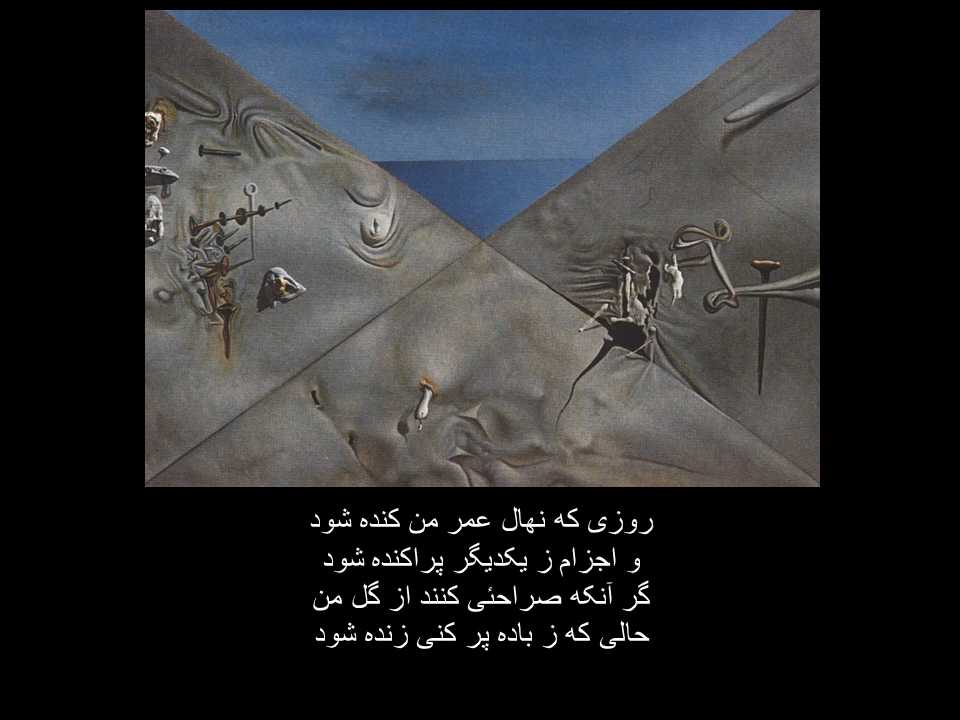 روزی که نهال عمر من کنده شود
و اجزام ز یکدیگر پراکنده شود
گر آنکه صراحئی کنند از گل من
حالی که ز باده پر کنی زنده شود